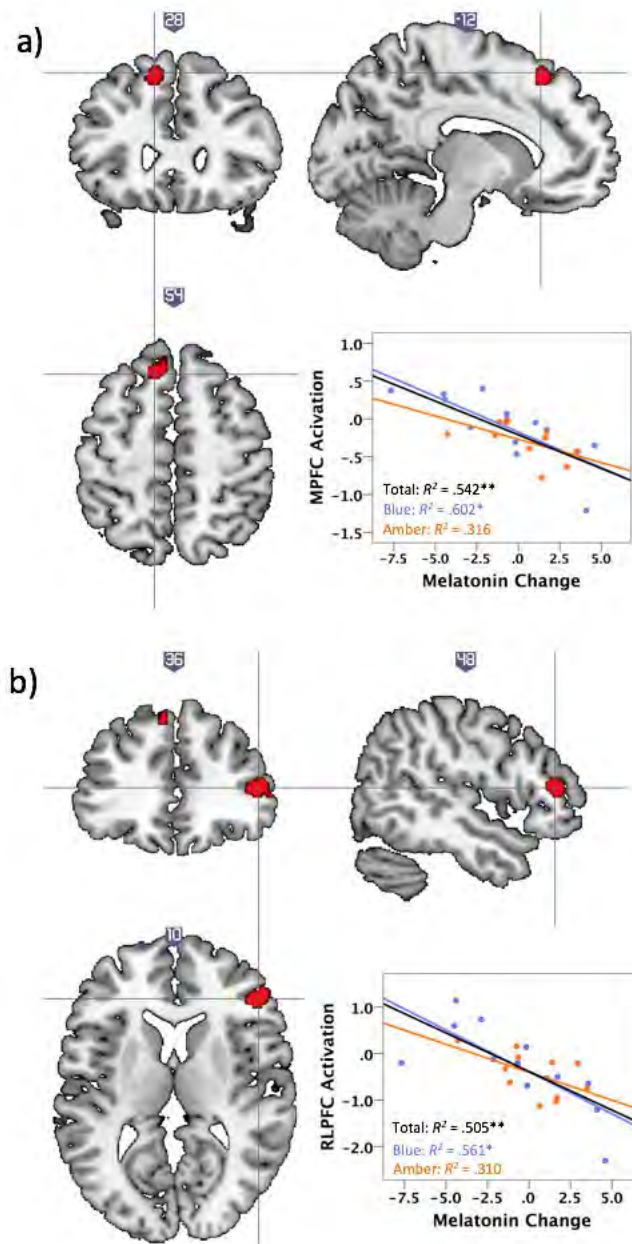 a)
28
-12
54
1.0
.5
.0
-0.5
-1.0
-1.5
MPFC Acivation
Total: R² = .542**
Blue: R² = .602*
Amber: R² = .316
-7.5 -5.0 -2.5 .0 2.5 5.0
Melatonin Change
b)
36
48
10
1.0
.0
-1.0
-2.0
RLPFC Activation
Total: R² = .505**
Blue: R² = .561*
Amber: R² = .310
-7.5 -5.0 -2.5 .0 2.5 5.0
Melatonin Change